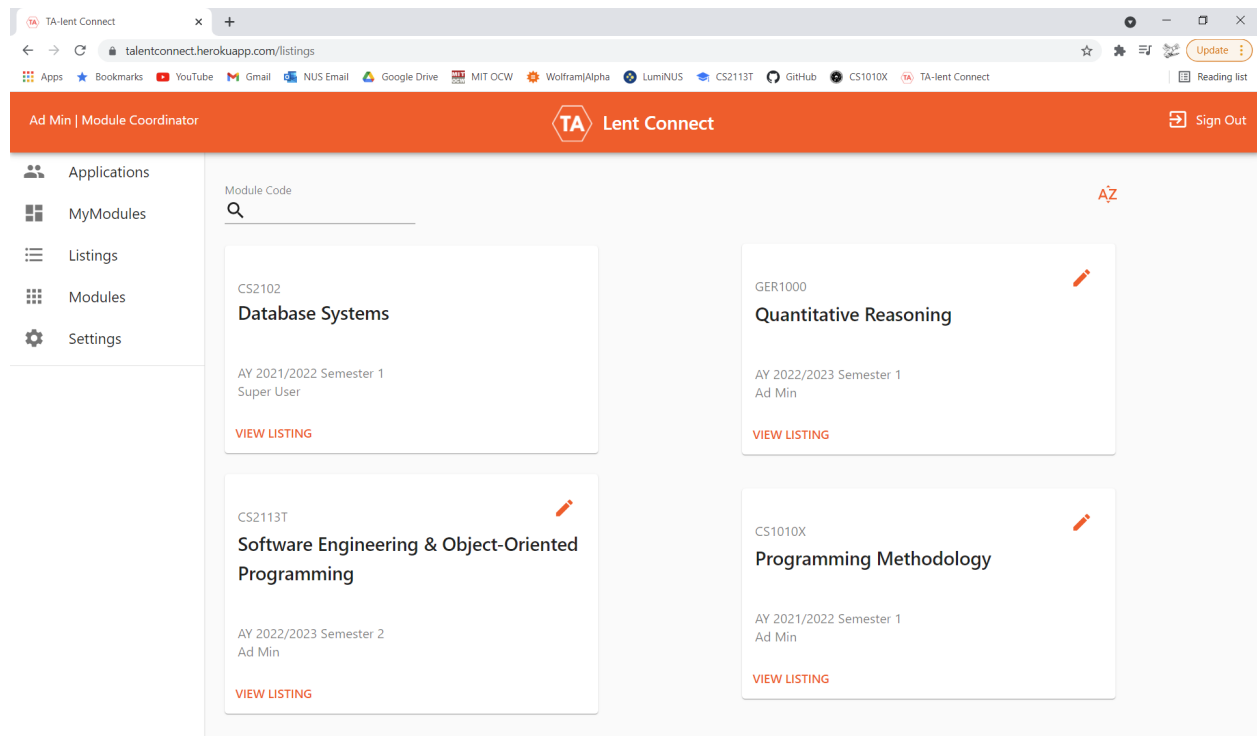 TA TA-lent Connect
talentconnect.herokuapp.com/listings
Update
Apps Bookmarks YouTube Gmail NUS Email Google Drive MIT OCW Wolfram|Alpha LumiNUS CS2113T GitHub CS1010X TA TA-lent Connect Reading list
Ad Min | Module Coordinator
TA Lent Connect
Sign Out
Applications
MyModules
Listings
Modules
Settings
Module Code
AZ
CS2102
Database Systems
AY 2021/2022 Semester 1
Super User
VIEW LISTING
GER1000
Quantitative Reasoning
AY 2022/2023 Semester 1
Ad Min
VIEW LISTING
CS2113T
Software Engineering & Object-Oriented
Programming
AY 2022/2023 Semester 2
Ad Min
VIEW LISTING
CS1010X
Programming Methodology
AY 2021/2022 Semester 1
Ad Min
VIEW LISTING